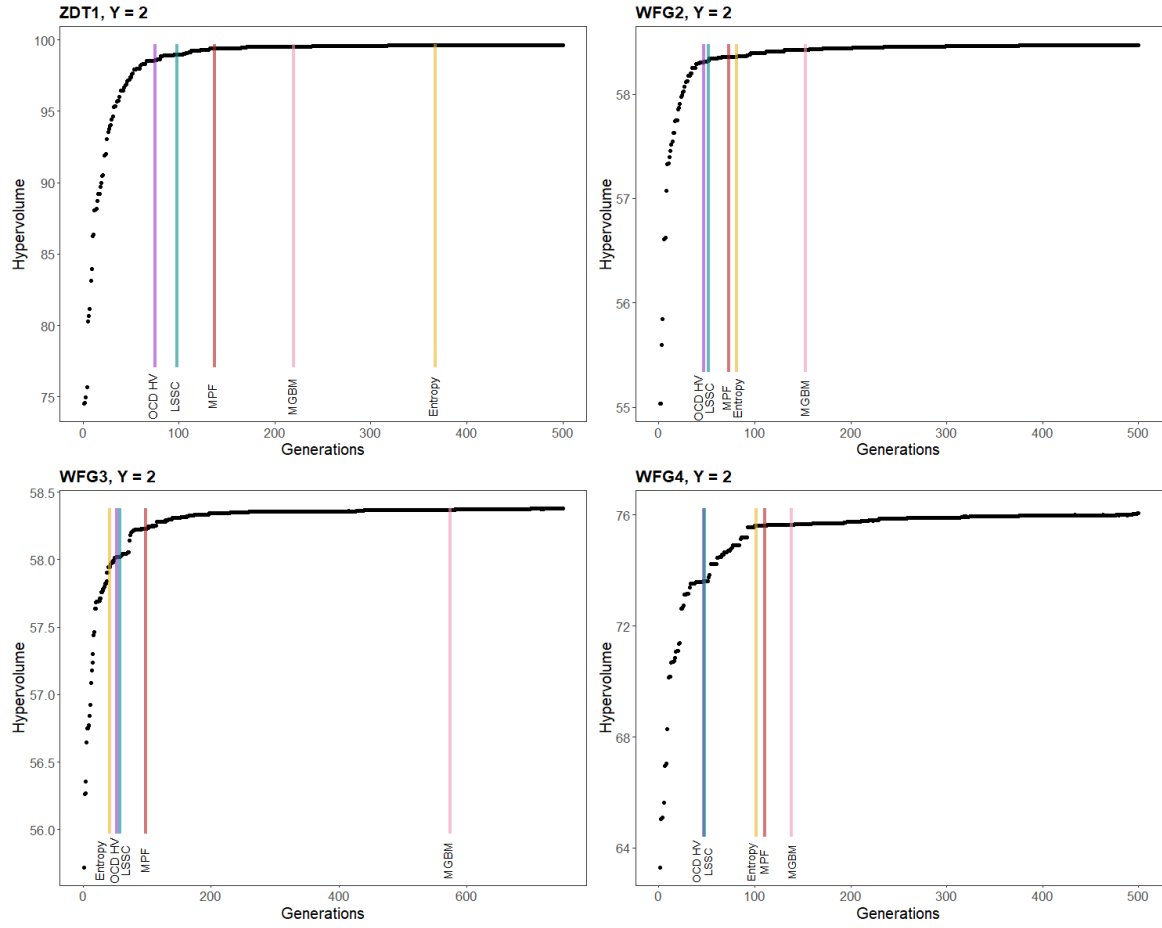 ZDT1, Y = 2
Hypervolume
100
95
90
85
80
75
OCD HV
LSSC
MPF
MGBM
Entropy
0 100 200 300 400 500
Generations
WFG2, Y = 2
Hypervolume
58
57
56
55
OCD HV
LSSC
MPF
Entropy
MGBM
0 100 200 300 400 500
Generations
WFG3, Y = 2
Hypervolume
58.5
58.0
57.5
57.0
56.5
56.0
Entropy
OCD HV
LSSC
MPF
MGBM
0 200 400 600
Generations
WFG4, Y = 2
Hypervolume
76
72
68
64
OCD HV
LSSC
Entropy
MPF
MGBM
0 100 200 300 400 500
Generations